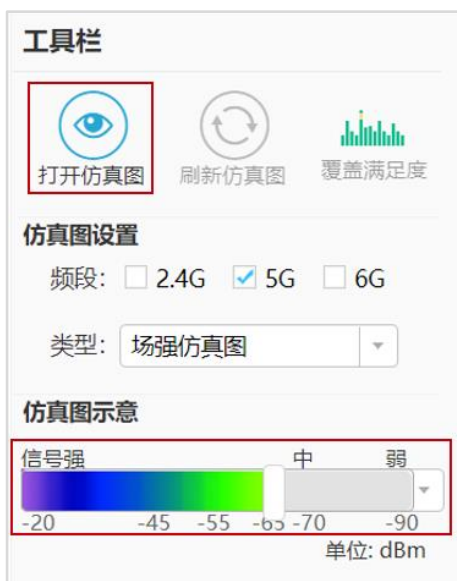 工具栏
打开仿真图 刷新仿真图 覆盖满足度
仿真图设置
频段: 2.4G 5G 6G
类型: 场强仿真图
仿真图示意
信号强 中 弱
-20 -45 -55 -65 -70 -90
单位: dBm